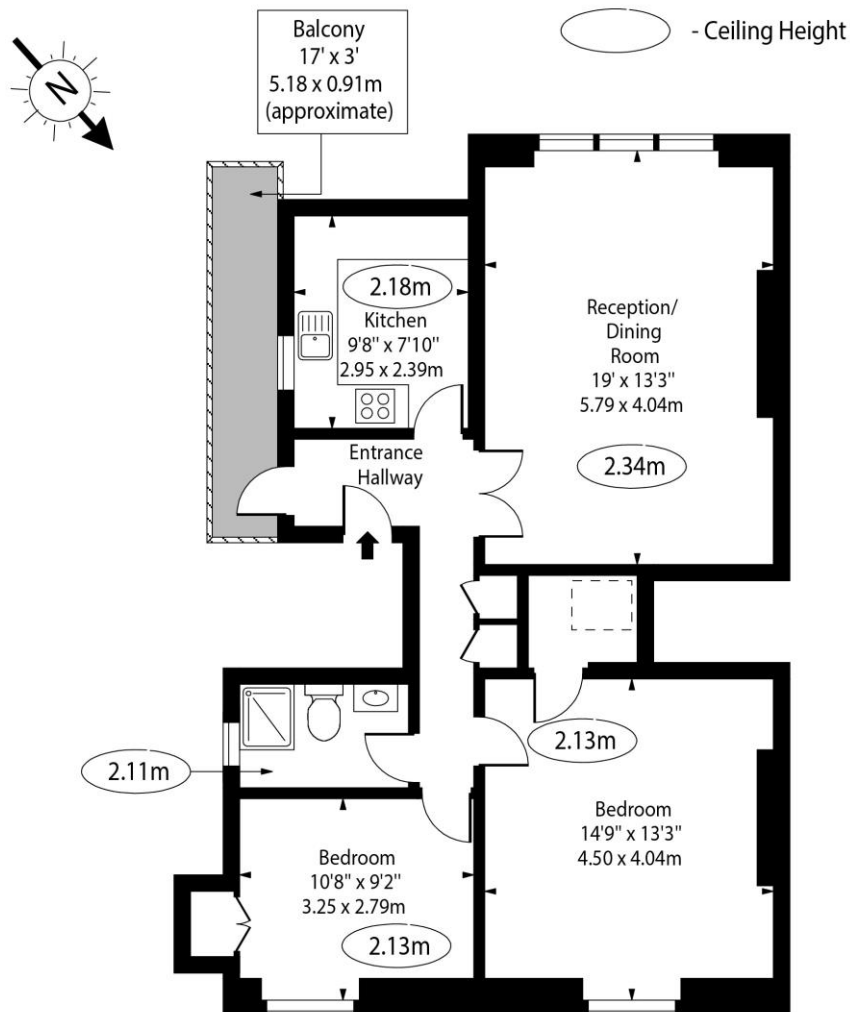 Balcony
17' x 3'
5.18 x 0.91m
(approximate)
- Ceiling Height
N
2.18m
Kitchen
9'8" x 7'10"
2.95 x 2.39m
Reception/
Dining
Room
19' x 13'3"
5.79 x 4.04m
2.34m
Entrance
Hallway
2.11m
2.13m
Bedroom
14'9" x 13'3"
4.50 x 4.04m
Bedroom
10'8" x 9'2"
3.25 x 2.79m
2.13m